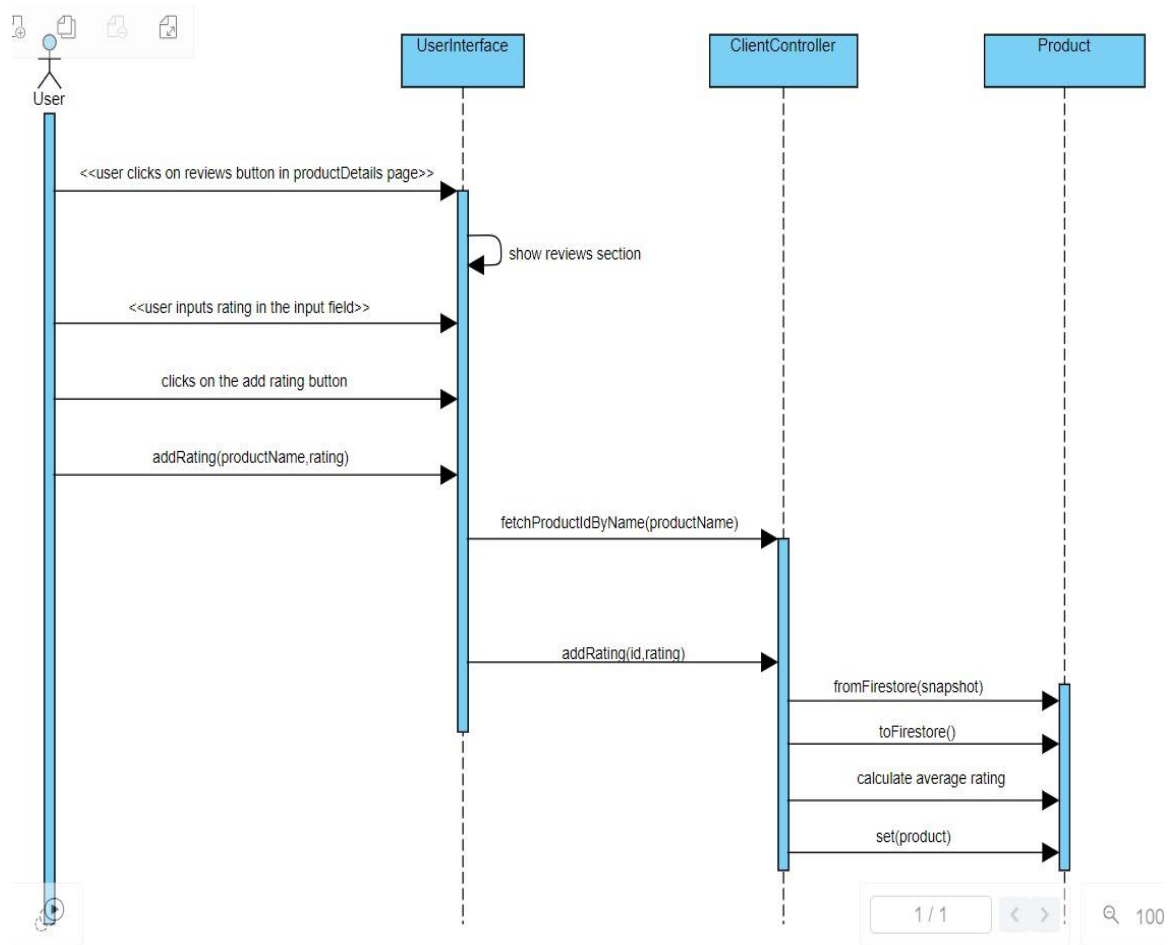 UserInterface
ClientController
Product
User
<<user clicks on reviews button in productDetails page>>
show reviews section
<<user inputs rating in the input field>>
clicks on the add rating button
addRating(productName,rating)
fetchProductIdByName(productName)
addRating(id,rating)
fromFirestore(snapshot)
toFirestore()
calculate average rating
set(product)
1 / 1
100